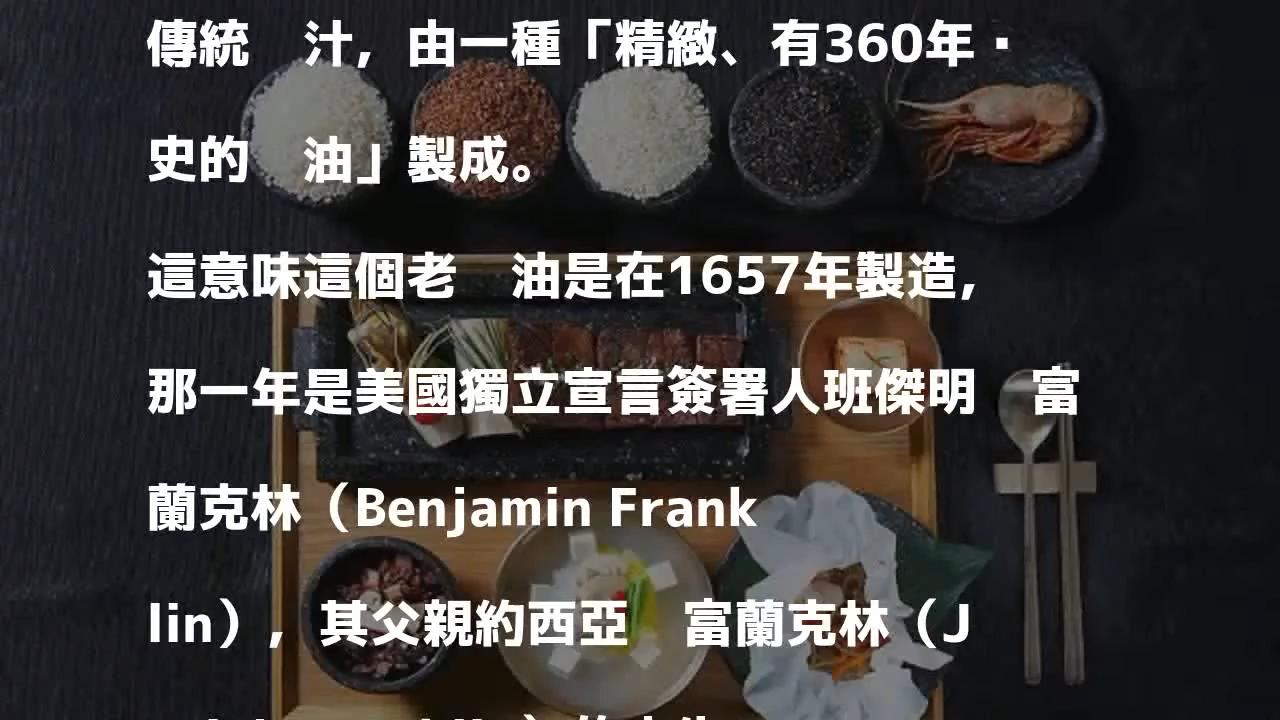 傳統　汁，由一種「精緻、有360年·
史的　油」製成。
這意味這個老　油是在1657年製造，
那一年是美國獨立宣言簽署人班傑明　富
蘭克林（Benjamin Frank
lin），其父親約西亞　富蘭克林（J